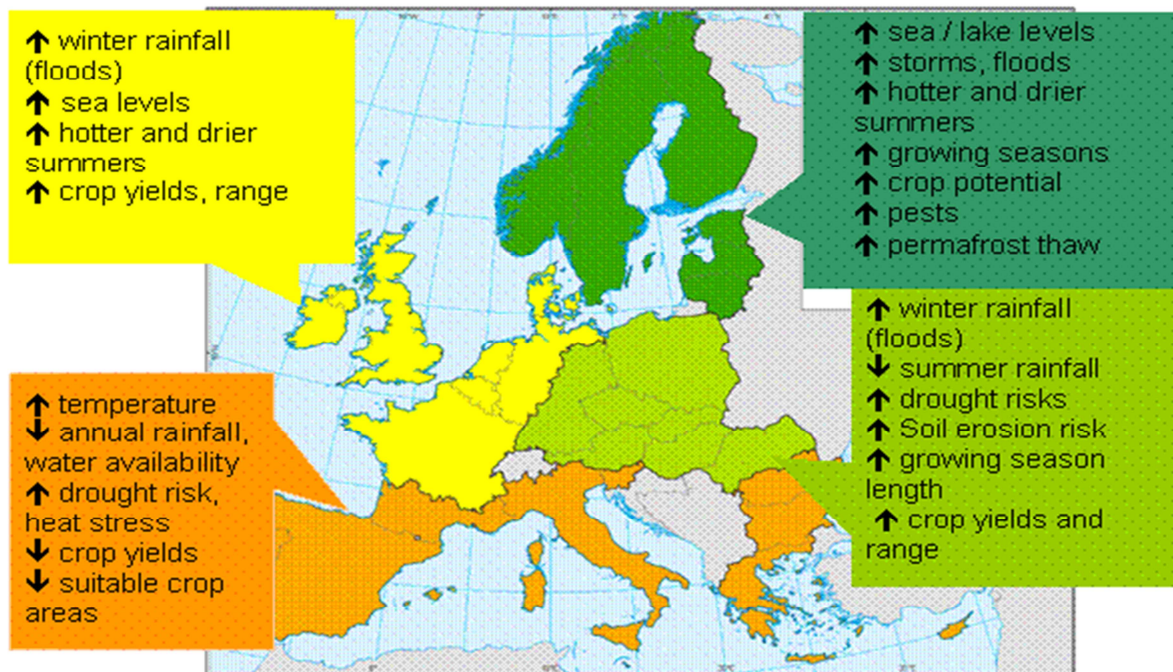 ↑ winter rainfall
(floods)
↑ sea levels
↑ hotter and drier
summers
↑ crop yields, range
↑ sea / lake levels
↑ storms, floods
↑ hotter and drier
summers
↑ growing seasons
↑ crop potential
↑ pests
↑ permafrost thaw
↑ temperature
↓ annual rainfall,
water availability
↑ drought risk,
heat stress
↓ crop yields
↓ suitable crop
areas
↑ winter rainfall
(floods)
↓ summer rainfall
↑ drought risks
↑ Soil erosion risk
↑ growing season
length
↑ crop yields and
range